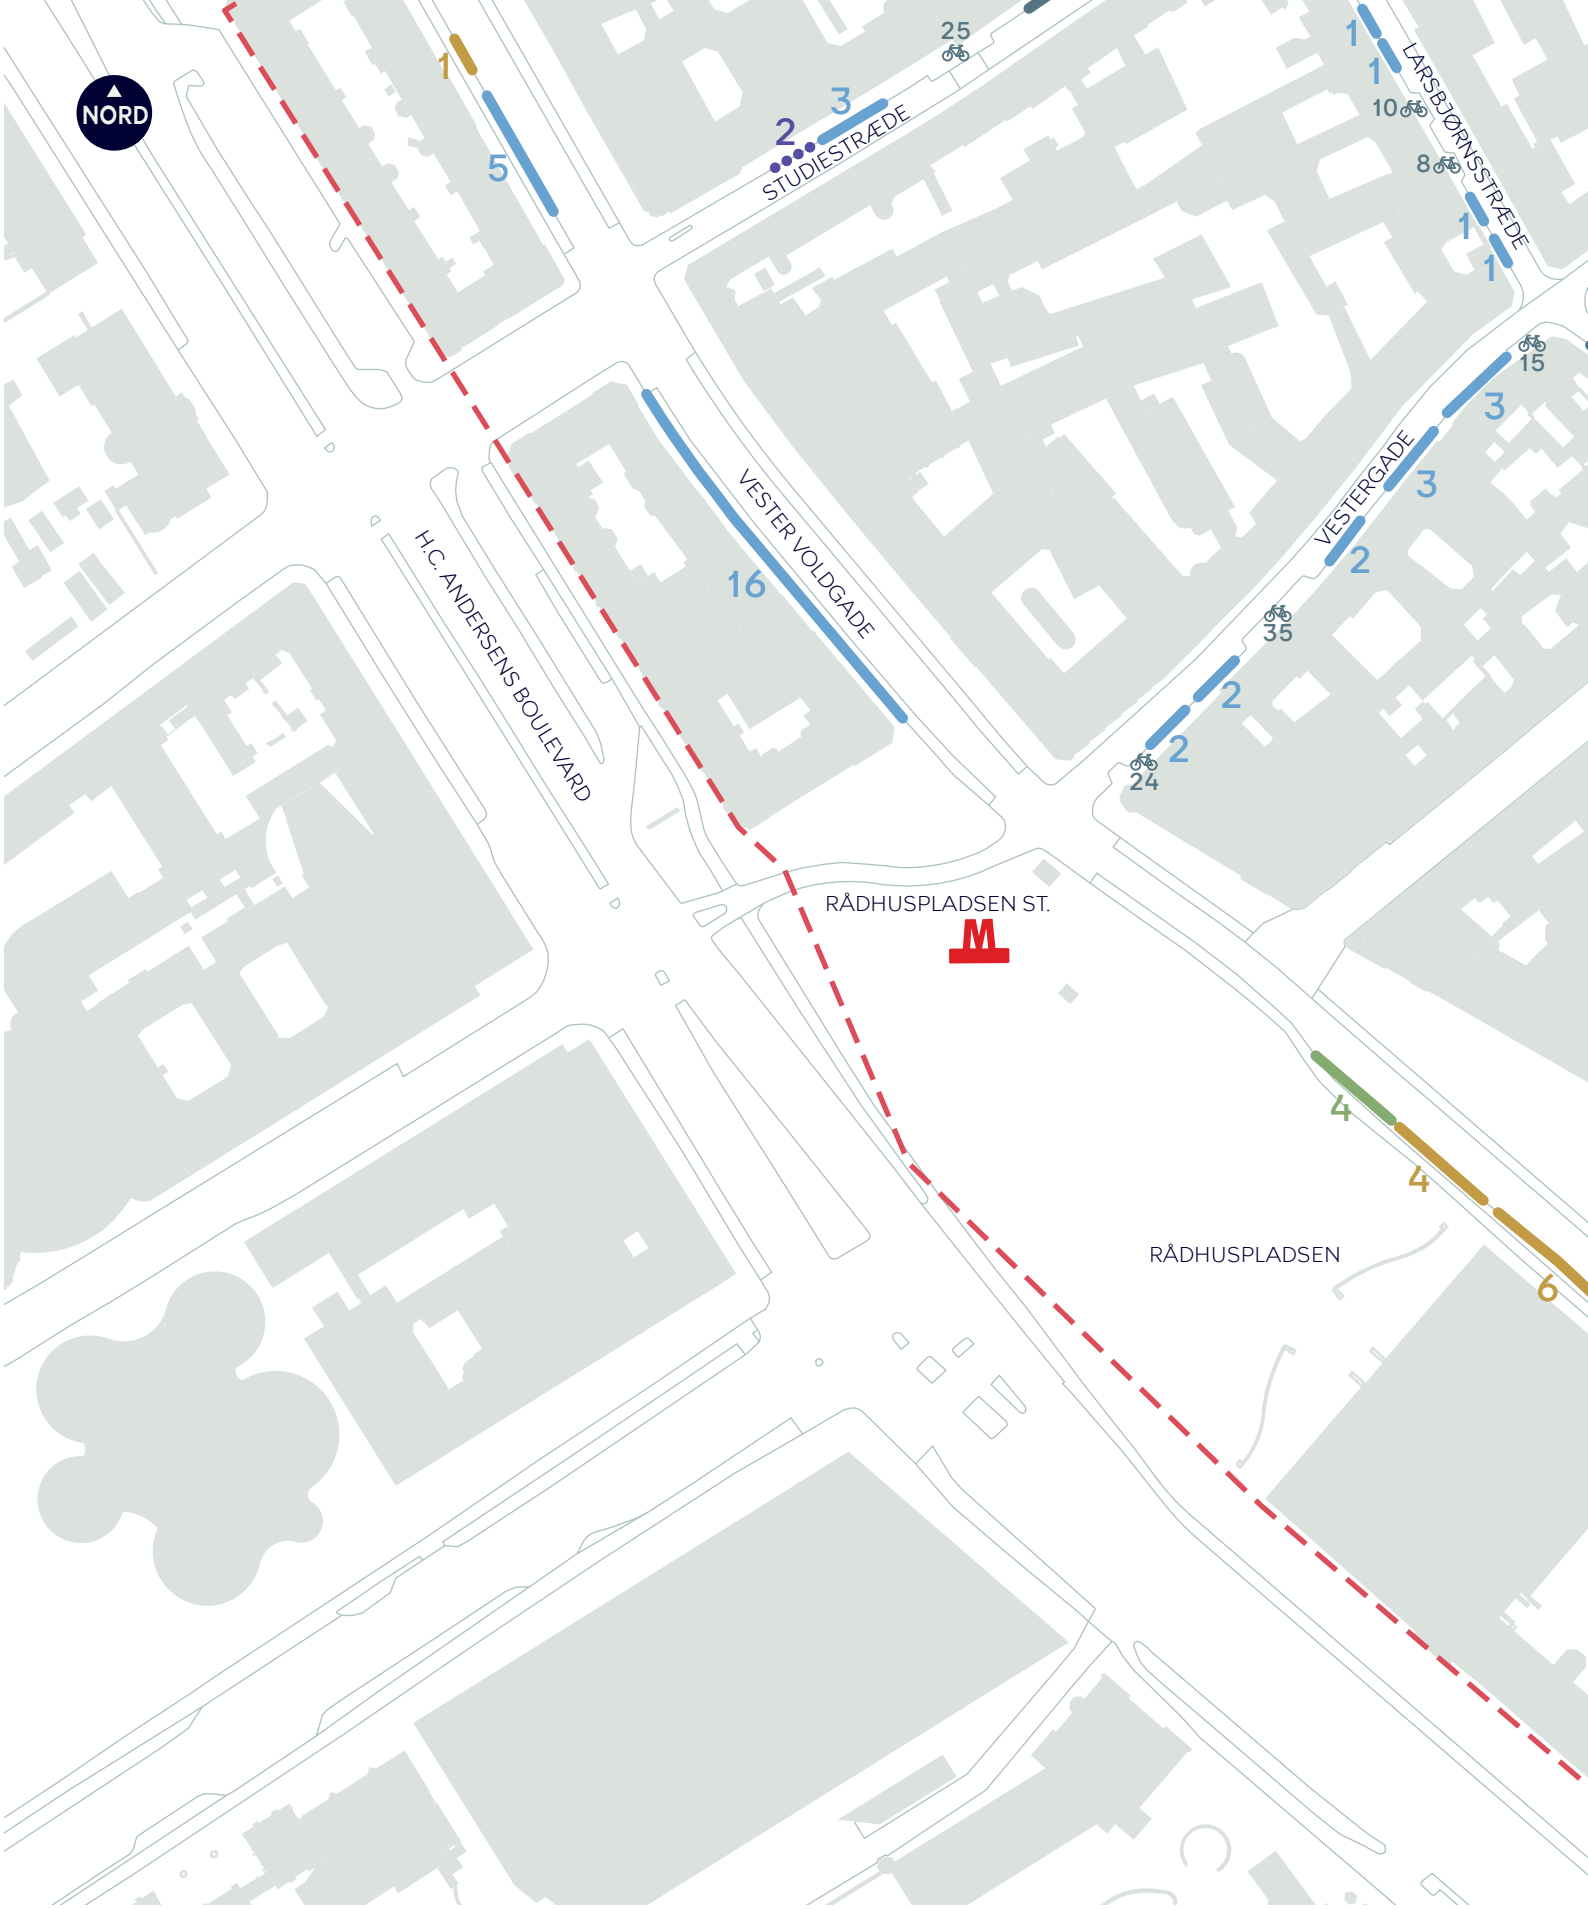 25
1
1
3
10
LARSBJØRNSSTRÆDE
1
NORD
2
5
STUDIESTRÆDE
8
1
1
15
3
VESTERGADE
3
VESTER VOLDGADE
2
16
35
H.C. ANDERSENS BOULEVARD
2
2
24
RÅDHUSPLADSEN ST.
M
4
4
RÅDHUSPLADSEN
6